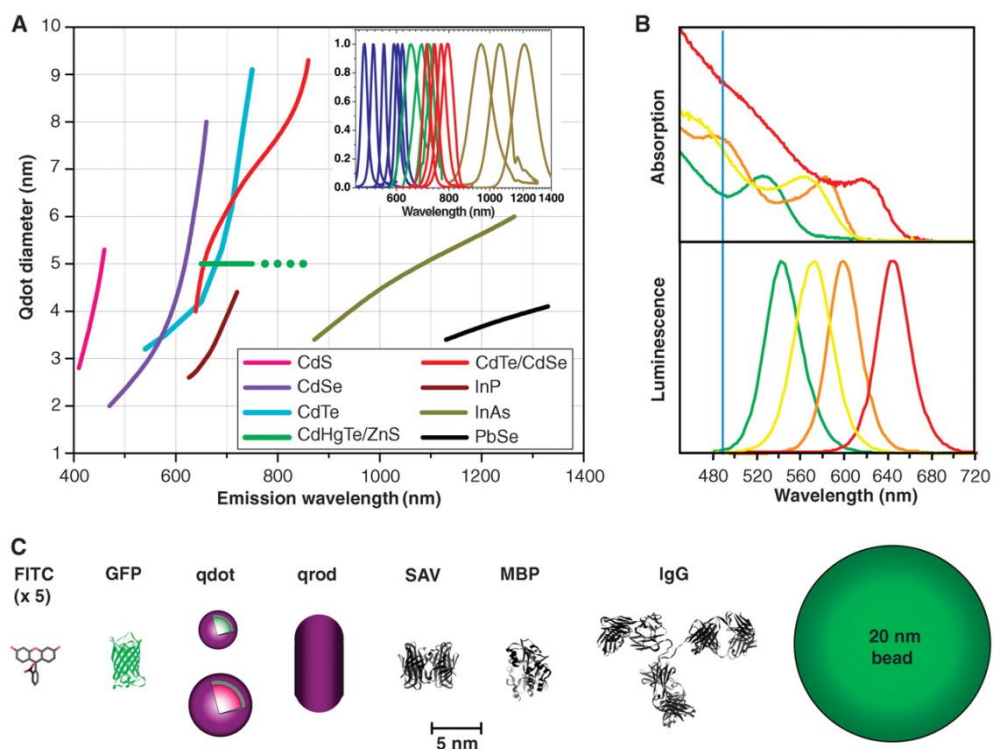 A
Qdot diameter (nm)
10
9
8
7
6
5
4
3
2
1
400
600
800
1000
1200
1400
Emission wavelength (nm)
1.0
0.8
0.6
0.4
0.2
0.0
600
800
1000
1200
1400
Wavelength (nm)
CdS
CdSe
CdTe
CdHgTe/ZnS
CdTe/CdSe
InP
InAs
PbSe
B
Absorption
Luminescence
480 520 560 600 640 680 720
Wavelength (nm)
C
FITC
(x 5)
GFP
qdot
qrod
SAV
MBP
IgG
5 nm
20 nm
bead